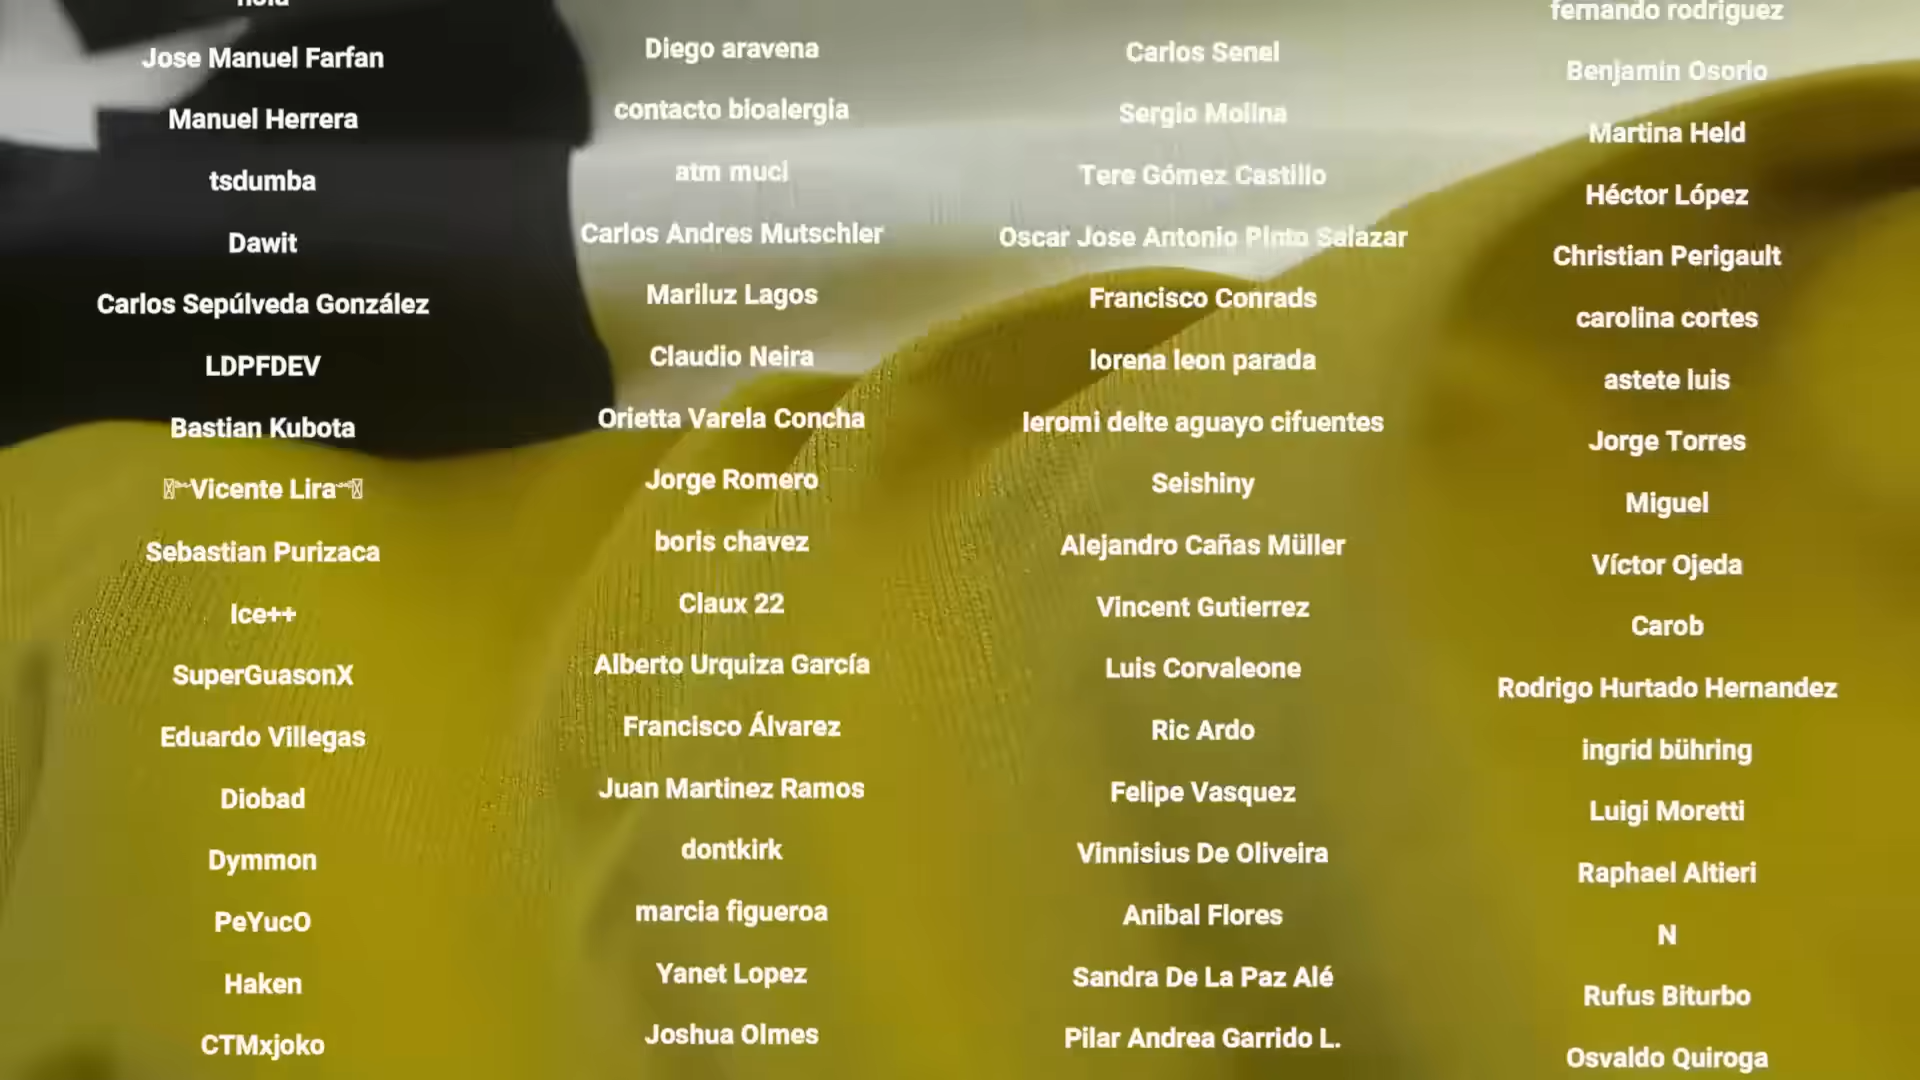 hola
Jose Manuel Farfan
Manuel Herrera
tsdumba
Dawit
Carlos Sepúlveda González
LDPFDEV
Bastian Kubota
Vicente Lira
Sebastian Purizaca
Ice++
SuperGuasonX
Eduardo Villegas
Diobad
Dymmon
PeYucO
Haken
CTMxjoko
Diego aravena
contacto bioalergia
atm muci
Carlos Andres Mutschler
Mariluz Lagos
Claudio Neira
Orietta Varela Concha
Jorge Romero
boris chavez
Claux 22
Alberto Urquiza García
Francisco Álvarez
Juan Martinez Ramos
dontkirk
marcia figueroa
Yanet Lopez
Joshua Olmes
Carlos Senel
Sergio Molina
Tere Gómez Castillo
Oscar Jose Antonio Pinto Salazar
Francisco Conrads
lorena leon parada
Ieromi delte aguayo cifuentes
Seishiny
Alejandro Cañas Müller
Vincent Gutierrez
Luis Corvaleone
Ric Ardo
Felipe Vasquez
Vinnisius De Oliveira
Anibal Flores
Sandra De La Paz Alé
Pilar Andrea Garrido L.
fernando rodriguez
Benjamin Osorio
Martina Held
Héctor López
Christian Perigault
carolina cortes
astete luis
Jorge Torres
Miguel
Víctor Ojeda
Carob
Rodrigo Hurtado Hernandez
ingrid bühring
Luigi Moretti
Raphael Altieri
N
Rufus Biturbo
Osvaldo Quiroga